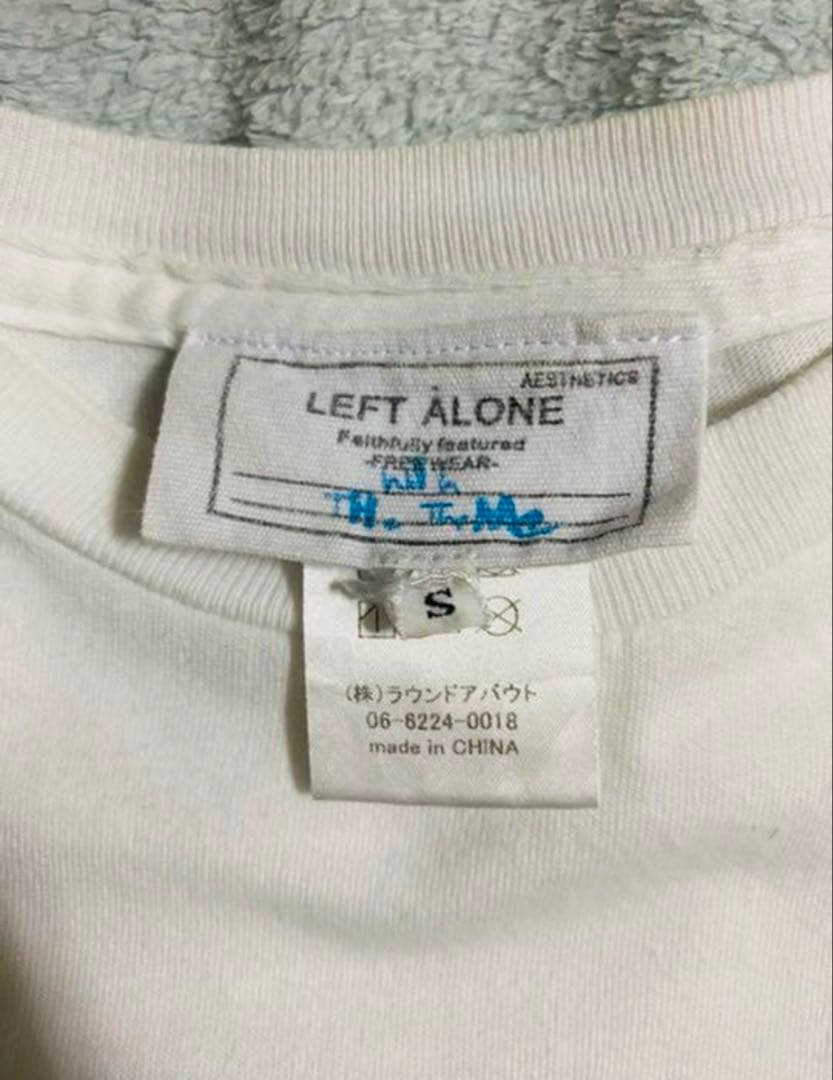 AESTHETICS
LEFT ALONE
Faithfully featured
-FREE WEAR-
S
(株)ラウンドアバウト
06-6224-0018
made in CHINA